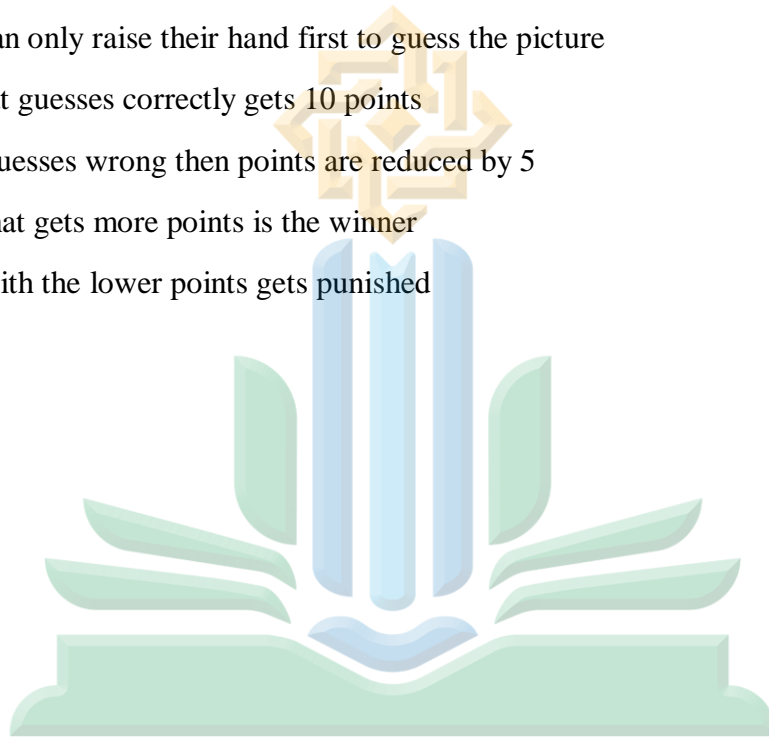 an only raise their hand first to guess the picture
t guesses correctly gets 10 points
uesses wrong then points are reduced by 5
hat gets more points is the winner
ith the lower points gets punished